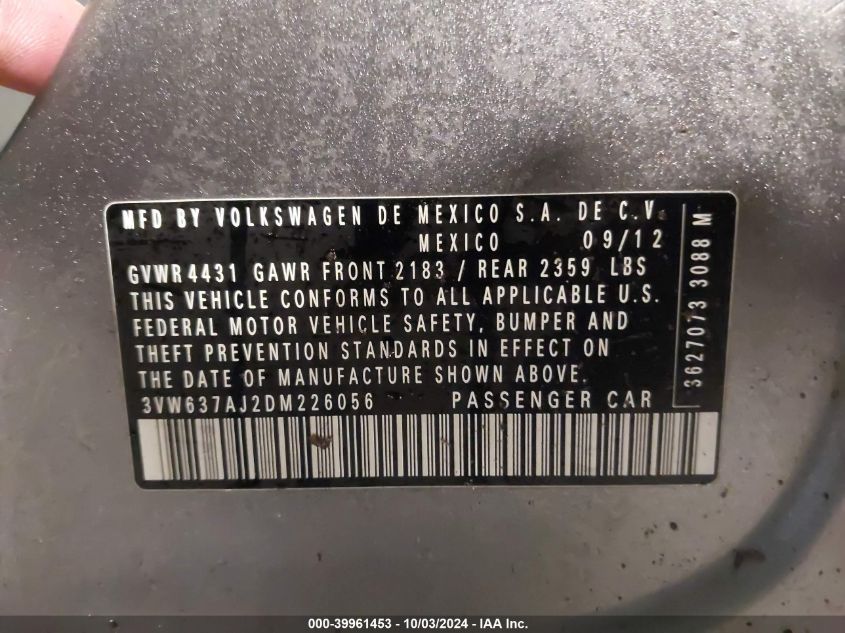 MFD BY VOLKSWAGEN DE MEXICO S.A. DE C.V.
MEXICO 09/12
GVWR 4431 GAWR FRONT 2183 / REAR 2359 LBS
THIS VEHICLE CONFORMS TO ALL APPLICABLE U.S.
FEDERAL MOTOR VEHICLE SAFETY, BUMPER AND
THEFT PREVENTION STANDARDS IN EFFECT ON
THE DATE OF MANUFACTURE SHOWN ABOVE.
3VW637AJ2DM226056 PASSENGER CAR
3627073 3088 M
000-39961453 - 10/03/2024 - IAA Inc.